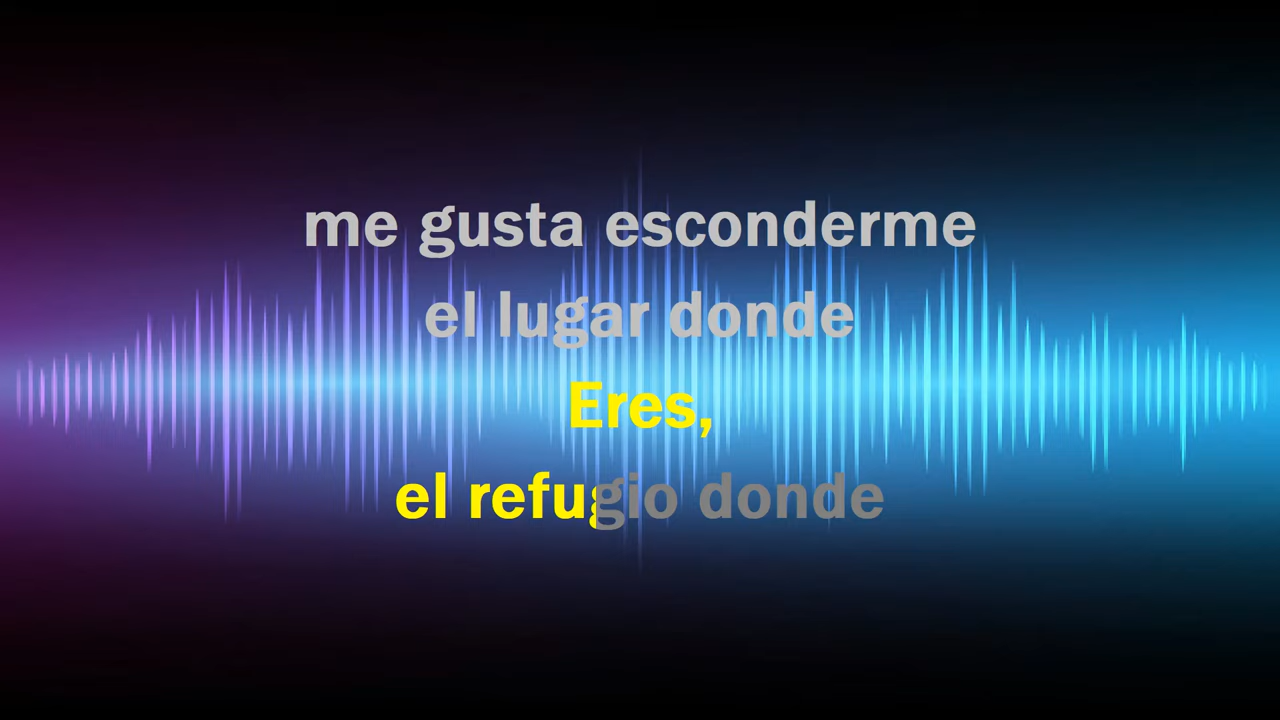 me gusta esconderme
el lugar donde
Eres,
el refugio donde